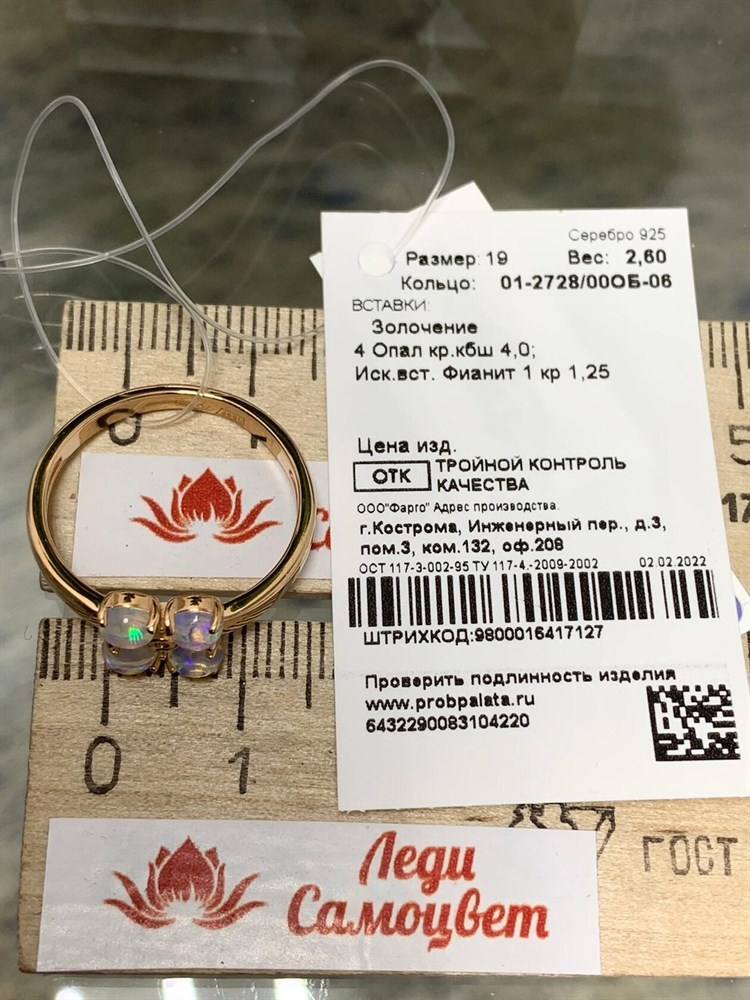 Серебро 925
Размер: 19 Вес: 2,60
Кольцо: 01-2728/00ОБ-06
ВСТАВКИ:
Золочение
4 Опал кр.кбш 4,0;
Иск.вст. Фианит 1 кр 1,25
Цена изд.
ОТК ТРОЙНОЙ КОНТРОЛЬ
КАЧЕСТВА
ООО"Фарго" Адрес производства:
г.Кострома, Инженерный пер., д.3,
пом.3, ком.132, оф.208
ОСТ 117-3-002-95 ТУ 117-4.-2009-2002 02.02.2022
ШТРИХКОД:9800016417127
Проверить подлинность изделия
www.probpalata.ru
6432290083104220
0 1
5
0 1
ГОСТ
Леди
Самоцвет